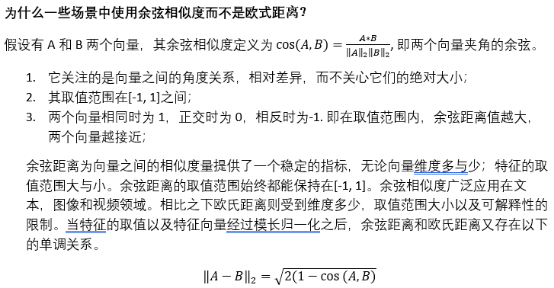 为什么一些场景中使用余弦相似度而不是欧式距离？
假设有 A 和 B 两个向量，其余弦相似度定义为 cos(A, B) = A∗B / ‖A‖₂‖B‖₂, 即两个向量夹角的余弦。
1. 它关注的是向量之间的角度关系，相对差异，而不关心它们的绝对大小；
2. 其取值范围在[-1, 1]之间；
3. 两个向量相同时为 1，正交时为 0，相反时为-1. 即在取值范围内，余弦距离值越大，
两个向量越接近；
余弦距离为向量之间的相似度量提供了一个稳定的指标，无论向量维度多与少；特征的取
值范围大与小。余弦距离的取值范围始终都能保持在[-1, 1]。余弦相似度广泛应用在文
本，图像和视频领域。相比之下欧氏距离则受到维度多少，取值范围大小以及可解释性的
限制。当特征的取值以及特征向量经过模长归一化之后，余弦距离和欧氏距离又存在以下
的单调关系。
‖A − B‖₂ = √2(1 − cos (A, B)